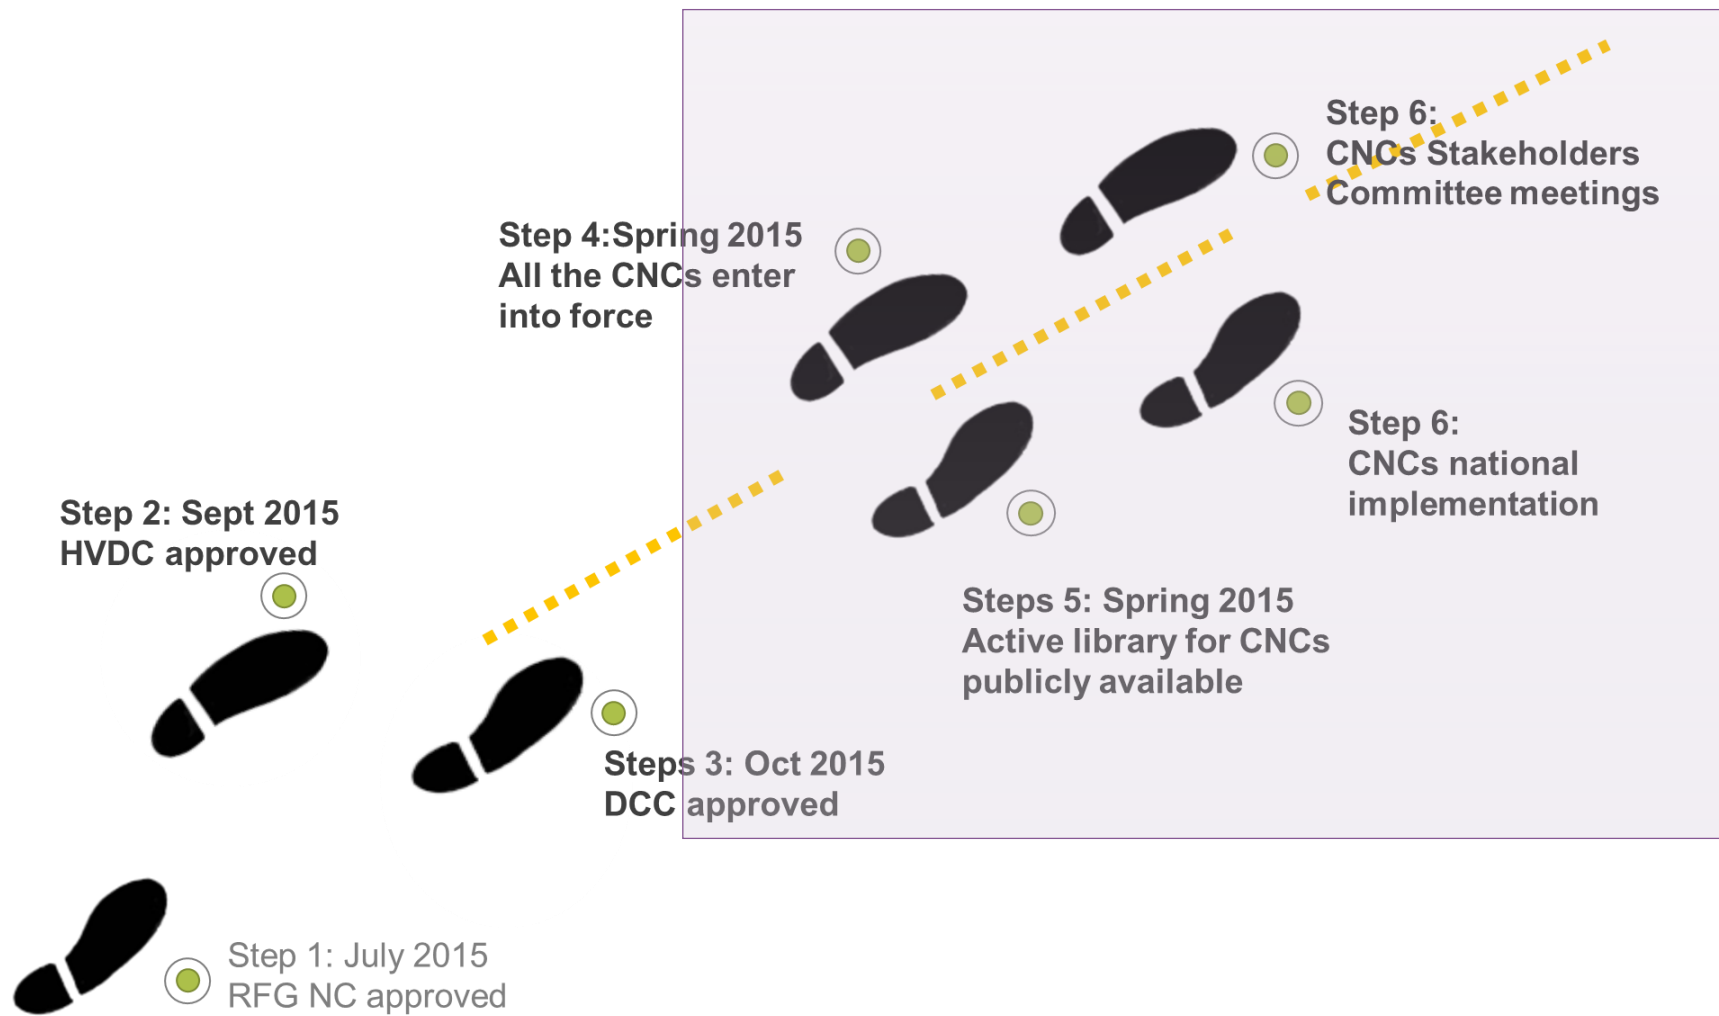 Step 6:
CNCs Stakeholders
Committee meetings
Step 4:Spring 2015
All the CNCs enter
into force
Step 6:
CNCs national
implementation
Step 2: Sept 2015
HVDC approved
Steps 5: Spring 2015
Active library for CNCs
publicly available
Steps 3: Oct 2015
DCC approved
Step 1: July 2015
RFG NC approved